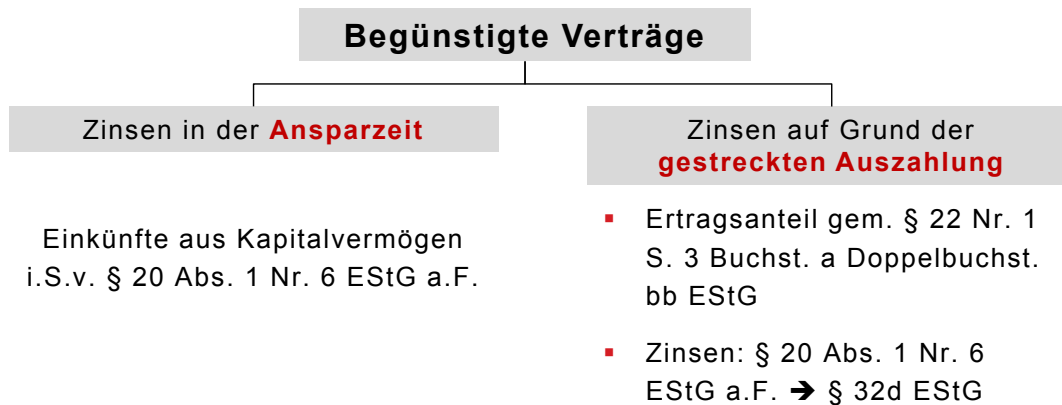 Begünstigte Verträge
Zinsen in der Ansparzeit
Einkünfte aus Kapitalvermögen
i.S.v. § 20 Abs. 1 Nr. 6 EStG a.F.
Zinsen auf Grund der
gestreckten Auszahlung
▪ Ertragsanteil gem. § 22 Nr. 1
S. 3 Buchst. a Doppelbuchst.
bb EStG
▪ Zinsen: § 20 Abs. 1 Nr. 6
EStG a.F. ➔ § 32d EStG